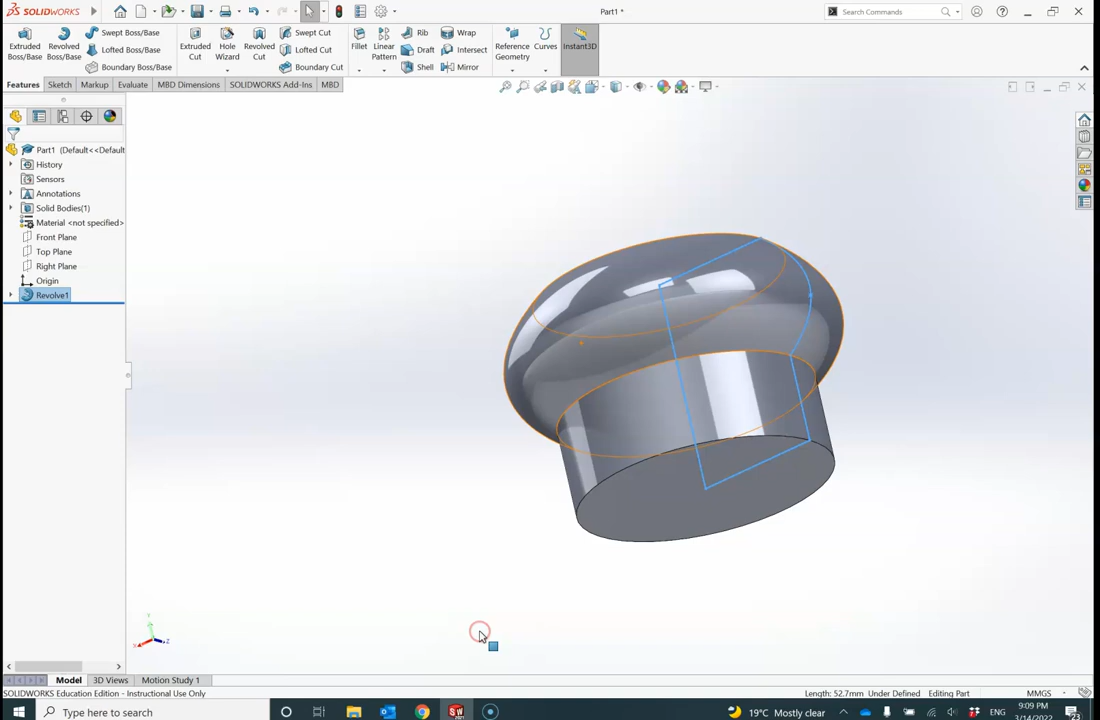 SOLIDWORKS
Part1 *
Search Commands
Extruded Boss/Base
Revolved Boss/Base
Swept Boss/Base
Lofted Boss/Base
Boundary Boss/Base
Extruded Cut
Hole Wizard
Revolved Cut
Swept Cut
Lofted Cut
Boundary Cut
Fillet
Linear Pattern
Rib
Draft
Shell
Wrap
Intersect
Mirror
Reference Geometry
Curves
Instant3D
Features
Sketch
Markup
Evaluate
MBD Dimensions
SOLIDWORKS Add-Ins
MBD
Part1 (Default<<Default
History
Sensors
Annotations
Solid Bodies(1)
Material <not specified>
Front Plane
Top Plane
Right Plane
Origin
Revolve1
Model
3D Views
Motion Study 1
SOLIDWORKS Education Edition - Instructional Use Only
Length: 52.7mm
Under Defined
Editing Part
MMGS
Type here to search
19°C Mostly clear
ENG
9:09 PM
3/14/2022